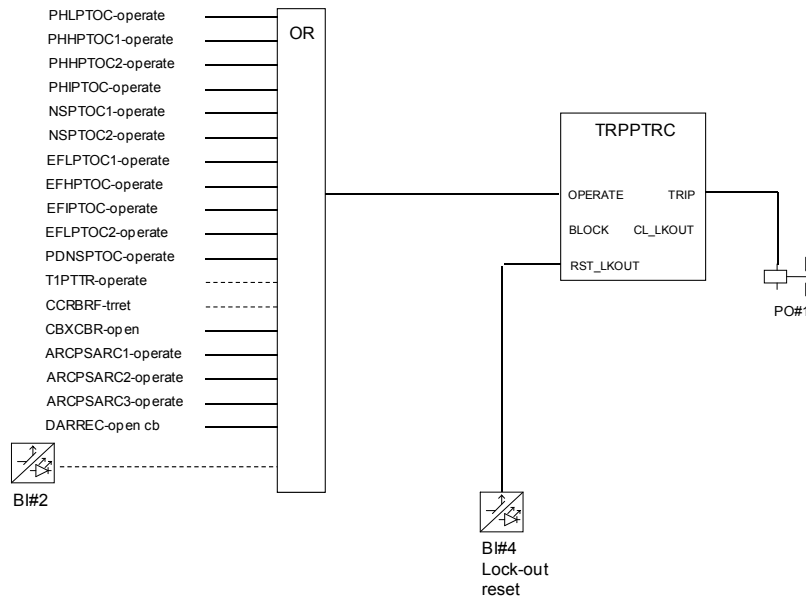 PHLPTOC-operate
PHHPTOC1-operate
PHHPTOC2-operate
PHIPTOC-operate
NSPTOC1-operate
NSPTOC2-operate
EFLPTOC1-operate
EFHPTOC-operate
EFIPTOC-operate
EFLPTOC2-operate
PDNSPTOC-operate
T1PTTR-operate
CCRBRF-trret
CBXCBR-open
ARCPSARC1-operate
ARCPSARC2-operate
ARCPSARC3-operate
DARREC-open cb
BI#2
OR
TRPPTRC
OPERATE TRIP
BLOCK CL_LKOUT
RST_LKOUT
PO#1
BI#4
Lock-out
reset